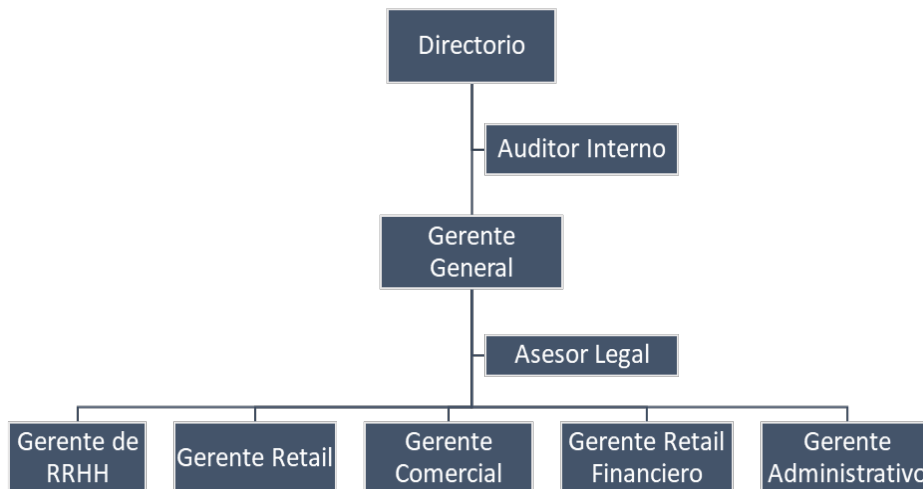 Directorio
Auditor Interno
Gerente
General
Asesor Legal
Gerente de
RRHH
Gerente Retail
Gerente
Comercial
Gerente Retail
Financiero
Gerente
Administrativo